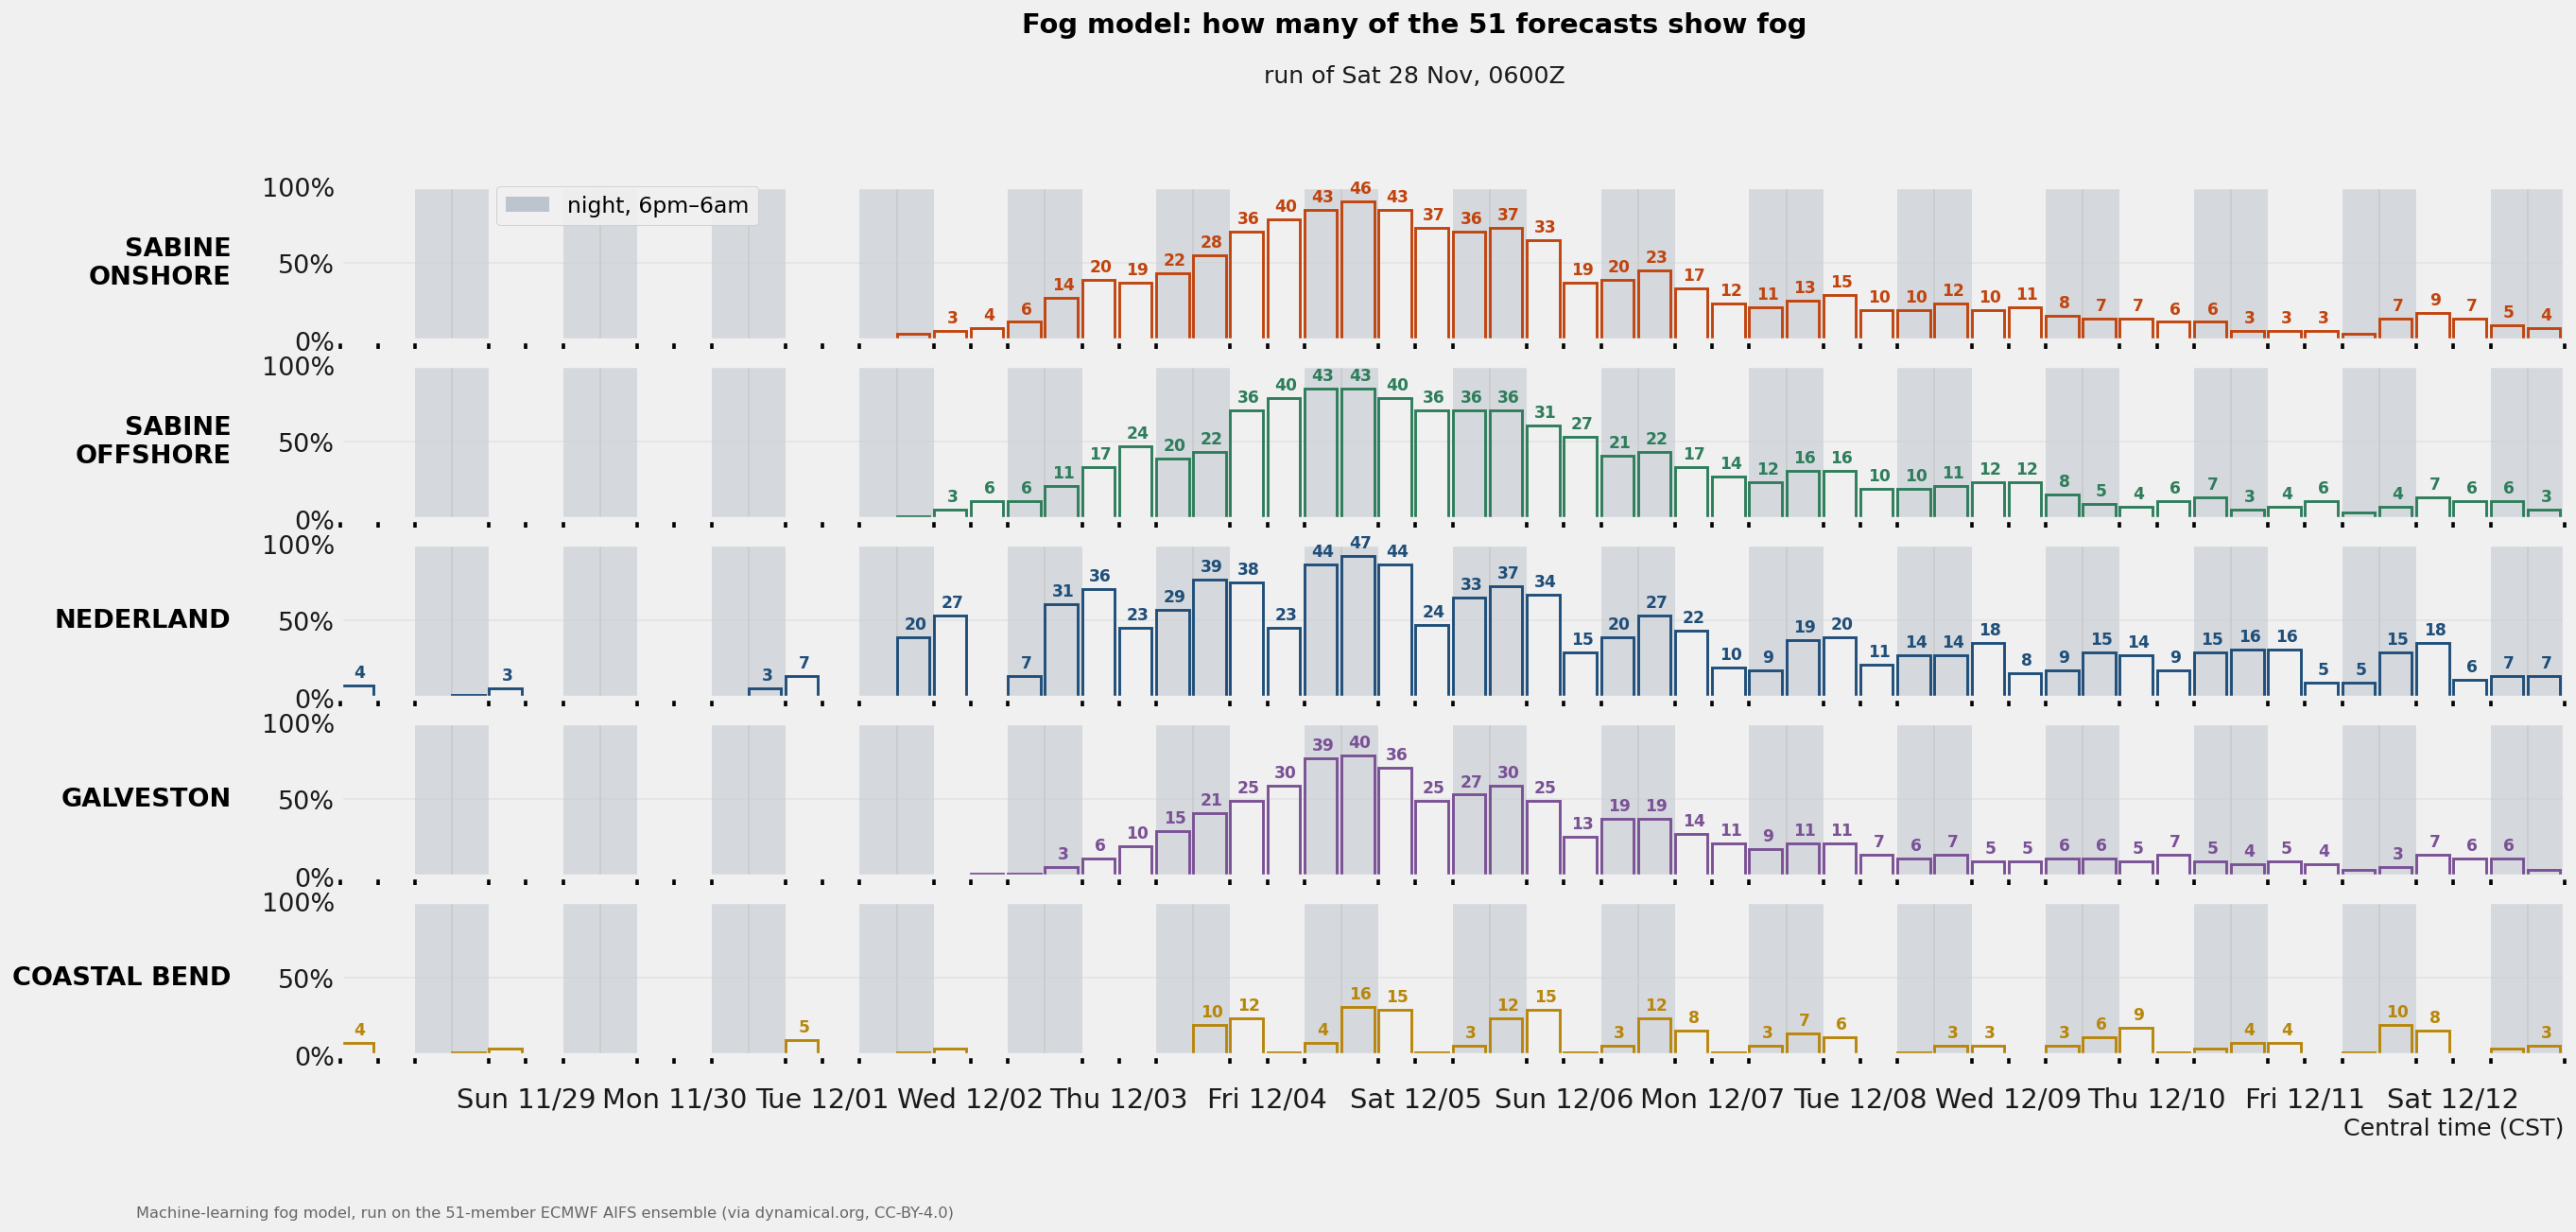 Fog model: how many of the 51 forecasts show fog
run of Sat 28 Nov, 0600Z
night, 6pm–6am
SABINE
ONSHORE
100%
50%
0%
3 4 6 14 20 19 22 28 36 40 43 46 43 37 36 37 33 19 20 23 17 12 11 13 15 10 10 12 10 11 8 7 7 6 6 3 3 3 7 9 7 5 4
SABINE
OFFSHORE
100%
50%
0%
3 6 6 11 17 24 20 22 36 40 43 43 40 36 36 36 31 27 21 22 17 14 12 16 16 10 10 11 12 12 8 5 4 6 7 3 4 6 4 7 6 6 3
NEDERLAND
100%
50%
0%
4 3 3 7 20 27 7 31 36 23 29 39 38 23 44 47 44 24 33 37 34 15 20 27 22 10 9 19 20 11 14 14 18 8 9 15 14 9 15 16 16 5 5 15 18 6 7 7
GALVESTON
100%
50%
0%
3 6 10 15 21 25 30 39 40 36 25 27 30 25 13 19 19 14 11 9 11 11 7 6 7 5 5 6 6 5 7 5 4 5 4 3 7 6 6
COASTAL BEND
100%
50%
0%
4 5 10 12 4 16 15 3 12 15 3 12 8 3 7 6 3 3 3 6 9 4 4 10 8 3
Sun 11/29 Mon 11/30 Tue 12/01 Wed 12/02 Thu 12/03 Fri 12/04 Sat 12/05 Sun 12/06 Mon 12/07 Tue 12/08 Wed 12/09 Thu 12/10 Fri 12/11 Sat 12/12
Central time (CST)
Machine-learning fog model, run on the 51-member ECMWF AIFS ensemble (via dynamical.org, CC-BY-4.0)